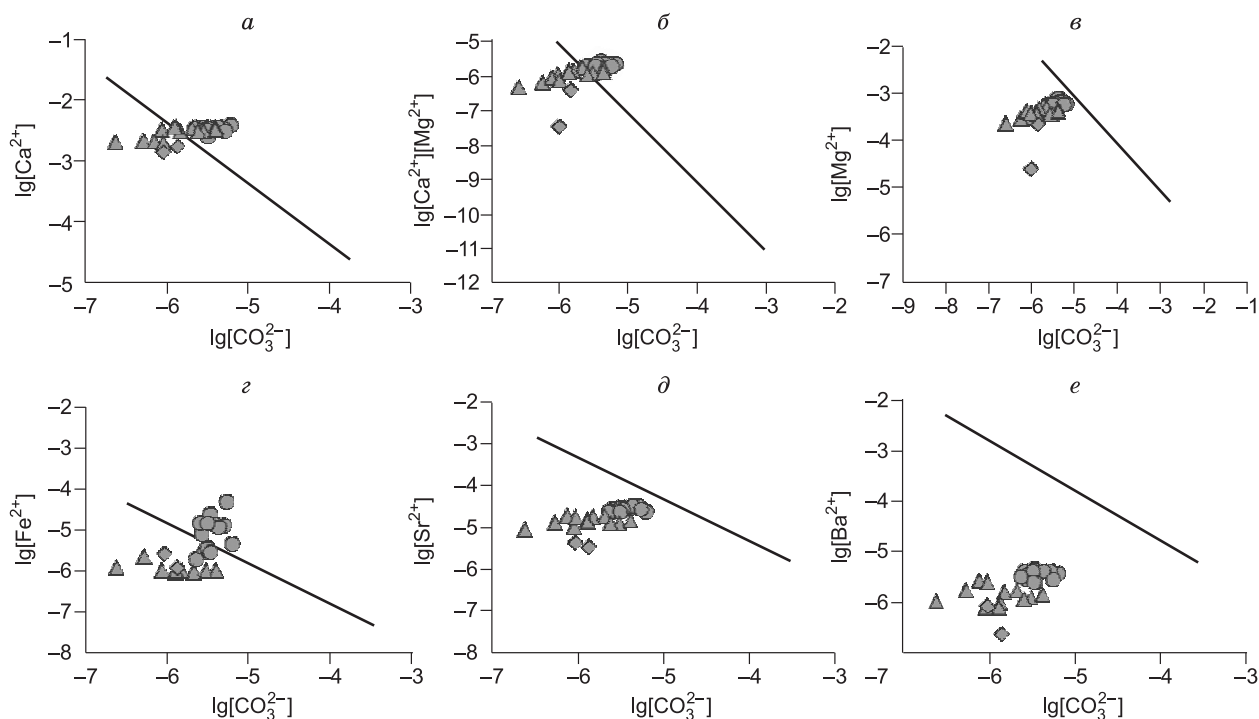 а
–1
–2
–3
–4
–5
–7 –6 –5 –4 –3
lg[Ca²⁺]
lg[CO₃²⁻]
б
–5
–6
–7
–8
–9
–10
–11
–12
–7 –6 –5 –4 –3 –2
lg[Ca²⁺][Mg²⁺]
lg[CO₃²⁻]
в
–2
–3
–4
–5
–6
–7
–9 –8 –7 –6 –5 –4 –3 –2 –1
lg[Mg²⁺]
lg[CO₃²⁻]
г
–2
–3
–4
–5
–6
–7
–8
–7 –6 –5 –4 –3
lg[Fe²⁺]
lg[CO₃²⁻]
д
–2
–3
–4
–5
–6
–7
–8
–7 –6 –5 –4 –3
lg[Sr²⁺]
lg[CO₃²⁻]
е
–2
–3
–4
–5
–6
–6 –5 –4 –3
lg[Ba²⁺]
lg[CO₃²⁻]